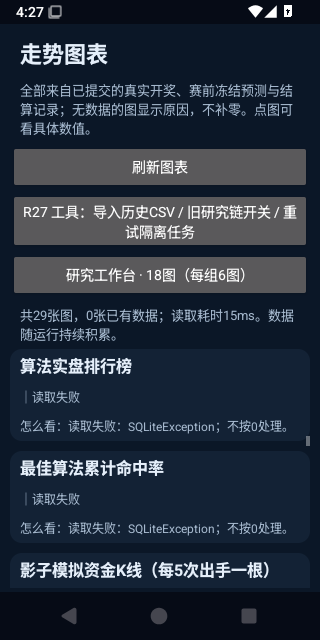 4:27
走势图表
全部来自已提交的真实开奖、赛前冻结预测与结
算记录；无数据的图显示原因，不补零。点图可
看具体数值。
刷新图表
R27 工具：导入历史CSV / 旧研究链开关 / 重
试隔离任务
研究工作台 · 18图（每组6图）
共29张图，0张已有数据；读取耗时15ms。数据
随运行持续积累。
算法实盘排行榜
读取失败
怎么看：读取失败：SQLiteException；不按0处理。
最佳算法累计命中率
读取失败
怎么看：读取失败：SQLiteException；不按0处理。
影子模拟资金K线（每5次出手一根）